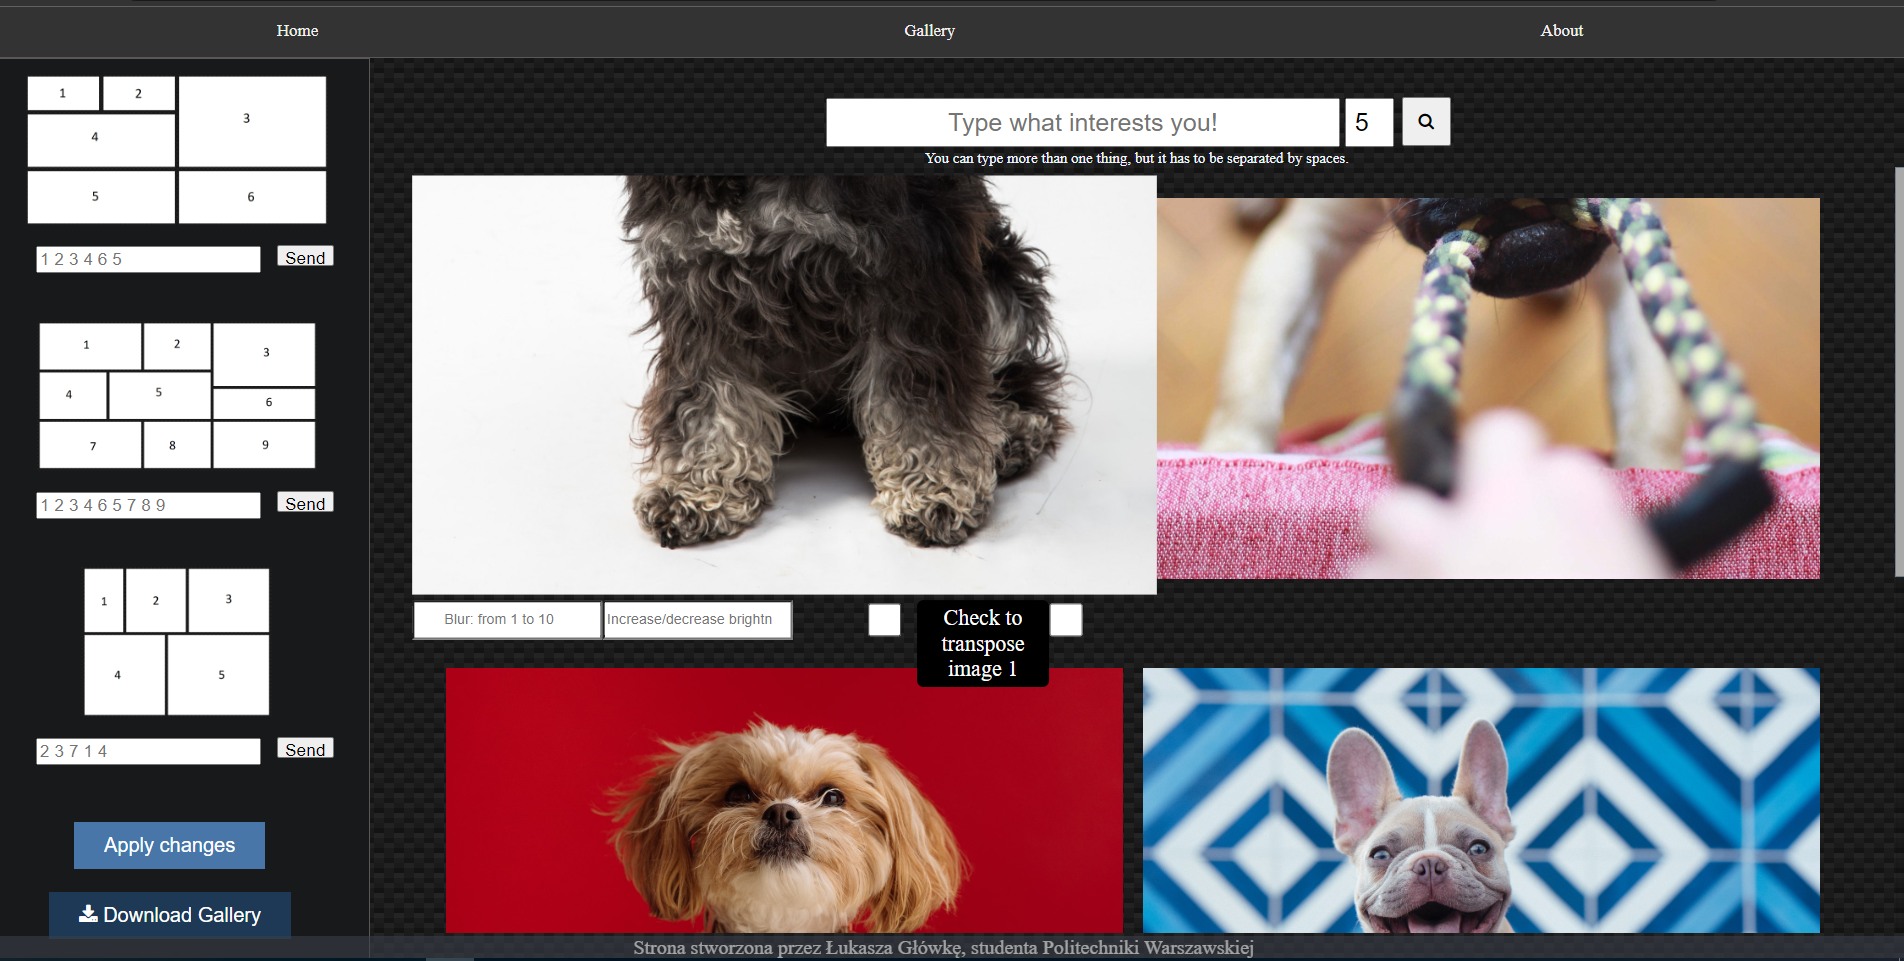 Home
Gallery
About
1
2
3
4
5
6
1 2 3 4 6 5
Send
1
2
3
4
5
6
7
8
9
1 2 3 4 6 5 7 8 9
Send
1
2
3
4
5
2 3 7 1 4
Send
Apply changes
Download Gallery
Type what interests you!
5
You can type more than one thing, but it has to be separated by spaces.
Blur: from 1 to 10
Increase/decrease brightn
Check to
transpose
image 1
Strona stworzona przez Łukasza Główkę, studenta Politechniki Warszawskiej